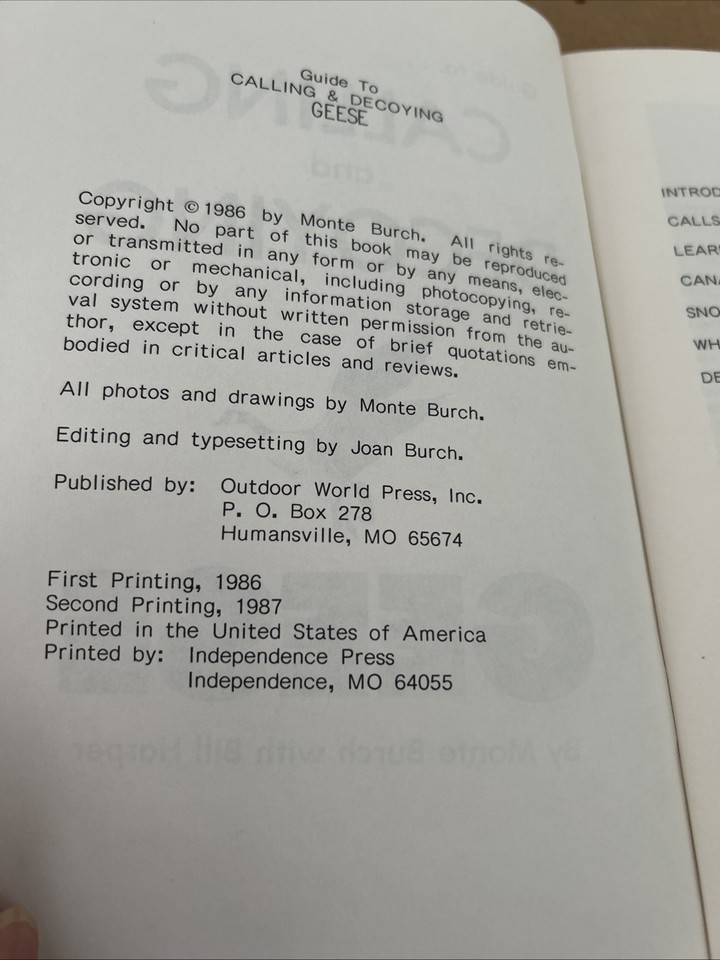 Guide To
CALLING & DECOYING
GEESE
Copyright © 1986 by Monte Burch. All rights re-
served. No part of this book may be reproduced
or transmitted in any form or by any means, elec-
tronic or mechanical, including photocopying, re-
cording or by any information storage and retrie-
val system without written permission from the au-
thor, except in the case of brief quotations em-
bodied in critical articles and reviews.
All photos and drawings by Monte Burch.
Editing and typesetting by Joan Burch.
Published by: Outdoor World Press, Inc.
P. O. Box 278
Humansville, MO 65674
First Printing, 1986
Second Printing, 1987
Printed in the United States of America
Printed by: Independence Press
Independence, MO 64055
By Monte Burch with Bill Harper
INTROD
CALLS
LEAR
CAN
SNO
WH
DE